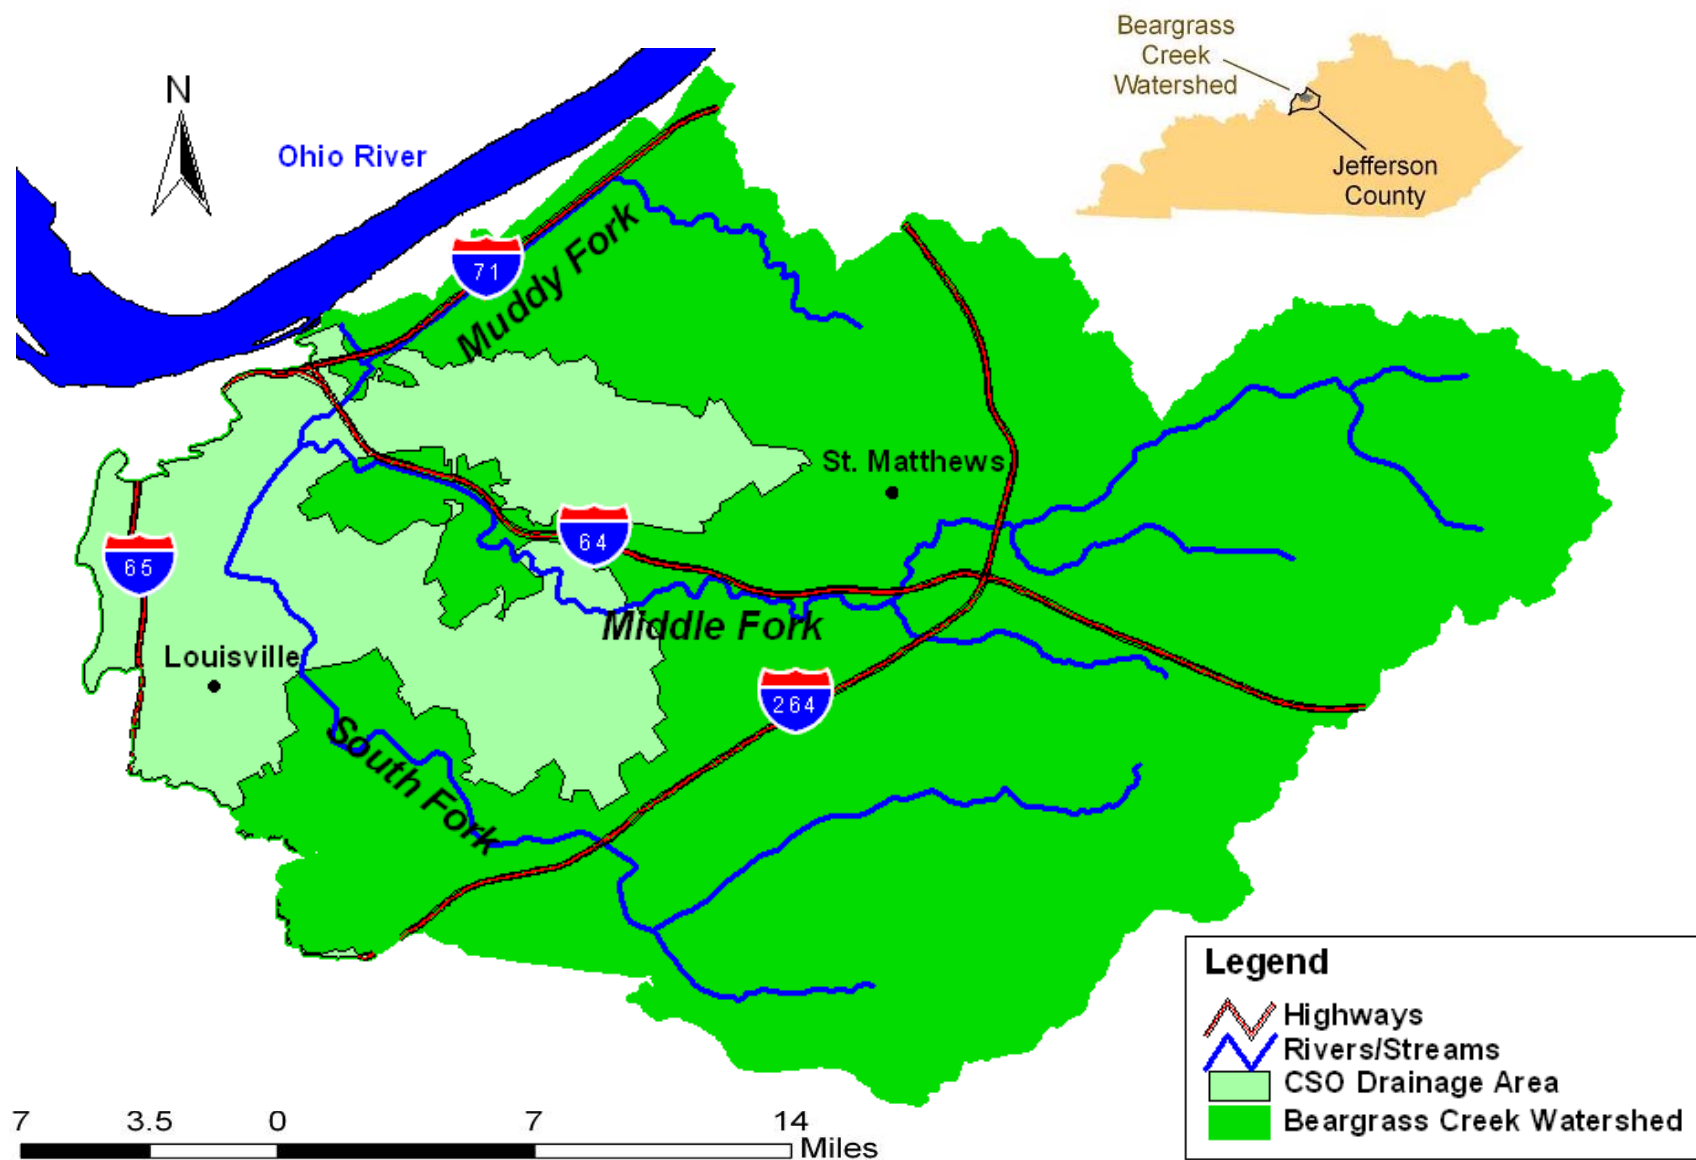 Beargrass
Creek
Watershed
N
Ohio River
Jefferson
County
71
Muddy Fork
St. Matthews
64
65
Middle Fork
Louisville
264
South Fork
Legend
Highways
Rivers/Streams
CSO Drainage Area
Beargrass Creek Watershed
7 3.5 0 7 14
Miles